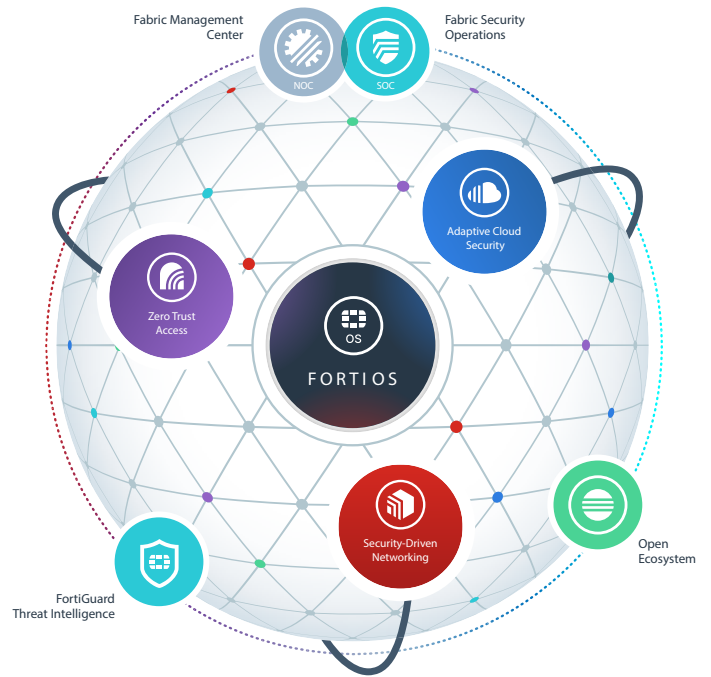 Fabric Management
Center
Fabric Security
Operations
NOC
SOC
Adaptive Cloud
Security
Zero Trust
Access
OS
FORTIOS
Security-Driven
Networking
Open
Ecosystem
FortiGuard
Threat Intelligence